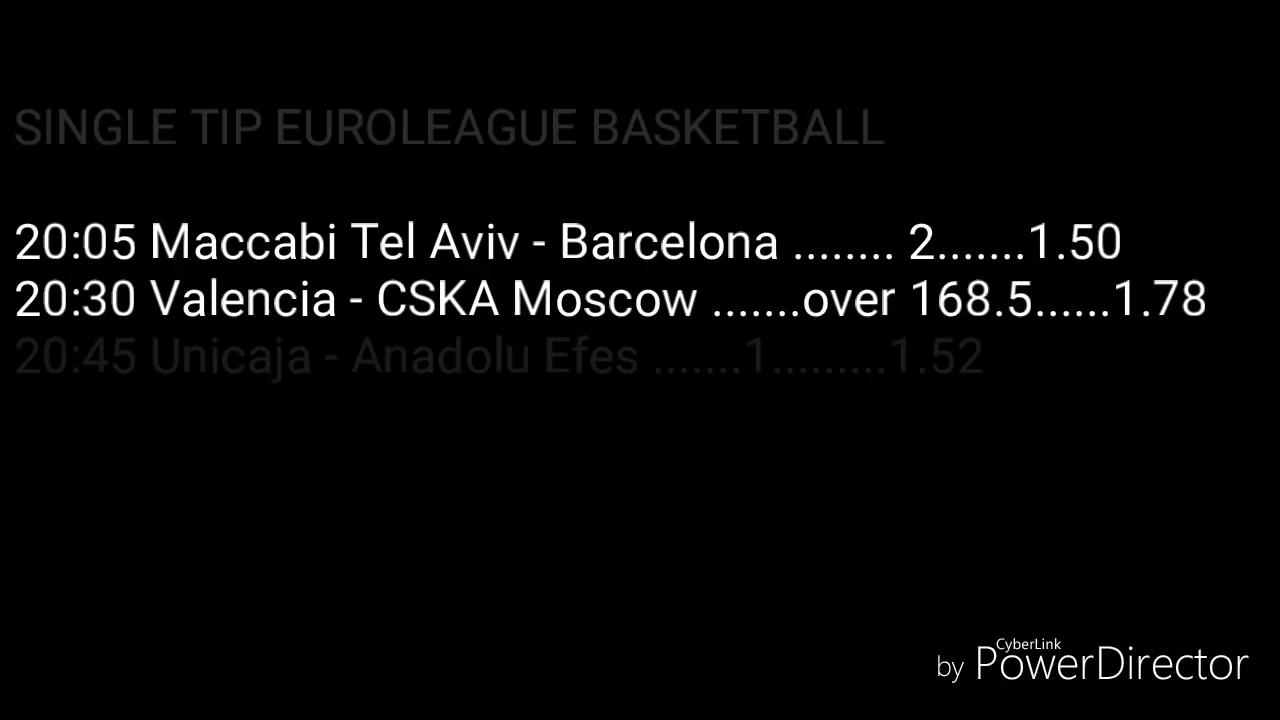 SINGLE TIP EUROLEAGUE BASKETBALL
20:05 Maccabi Tel Aviv - Barcelona ........ 2.......1.50
20:30 Valencia - CSKA Moscow .......over 168.5......1.78
20:45 Unicaja - Anadolu Efes .......1.........1.52
CyberLink
by PowerDirector